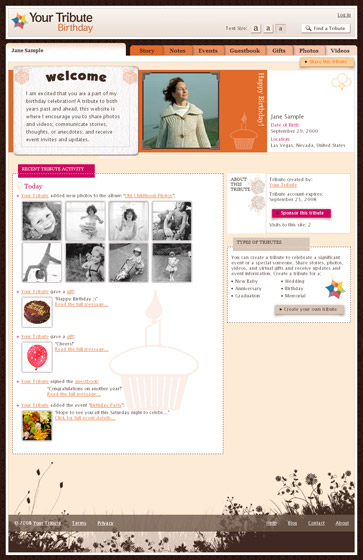 Your Tribute
Birthday
Log In
Text Size: a a a
Find a Tribute
Jane Sample
Story Notes Events Guestbook Gifts Photos Videos
Share this tribute
welcome
I am excited that you are a part of my
birthday celebration! A tribute to both
years past and ahead, this website is
where I encourage you to share photos
and videos; communicate stories,
thoughts, or anecdotes; and receive
event invites and updates.
Happy Birthday!
Jane Sample
Date of Birth:
September 29, 2000
Location:
Las Vegas, Nevada, United States
RECENT TRIBUTE ACTIVITY
Today
Your Tribute added new photos to the album "Old Childhood Photos":
Your Tribute gave a gift:
"Happy Birthday :)"
Read the full message...
Your Tribute gave a gift:
"Cheers!"
Read the full message...
Your Tribute signed the guestbook:
"Congratulations on another year!"
Read the full message...
Your Tribute added the event "Birthday Party":
"Hope to see you all this Saturday night to celebr..."
Click for full details...
ABOUT THIS TRIBUTE
Tribute created by:
Your Tribute
Tribute account expires:
September 25, 2008
Sponsor this tribute
Visits to this site: 2
TYPES OF TRIBUTES
You can create a tribute to celebrate a significant
event or a special someone. Share stories, photos,
videos, and virtual gifts and receive updates and
event information. Create a tribute for a:
New Baby
Anniversary
Graduation
Wedding
Birthday
Memorial
Create your own tribute
© 2008 Your Tribute Terms Privacy
Help Blog Contact About